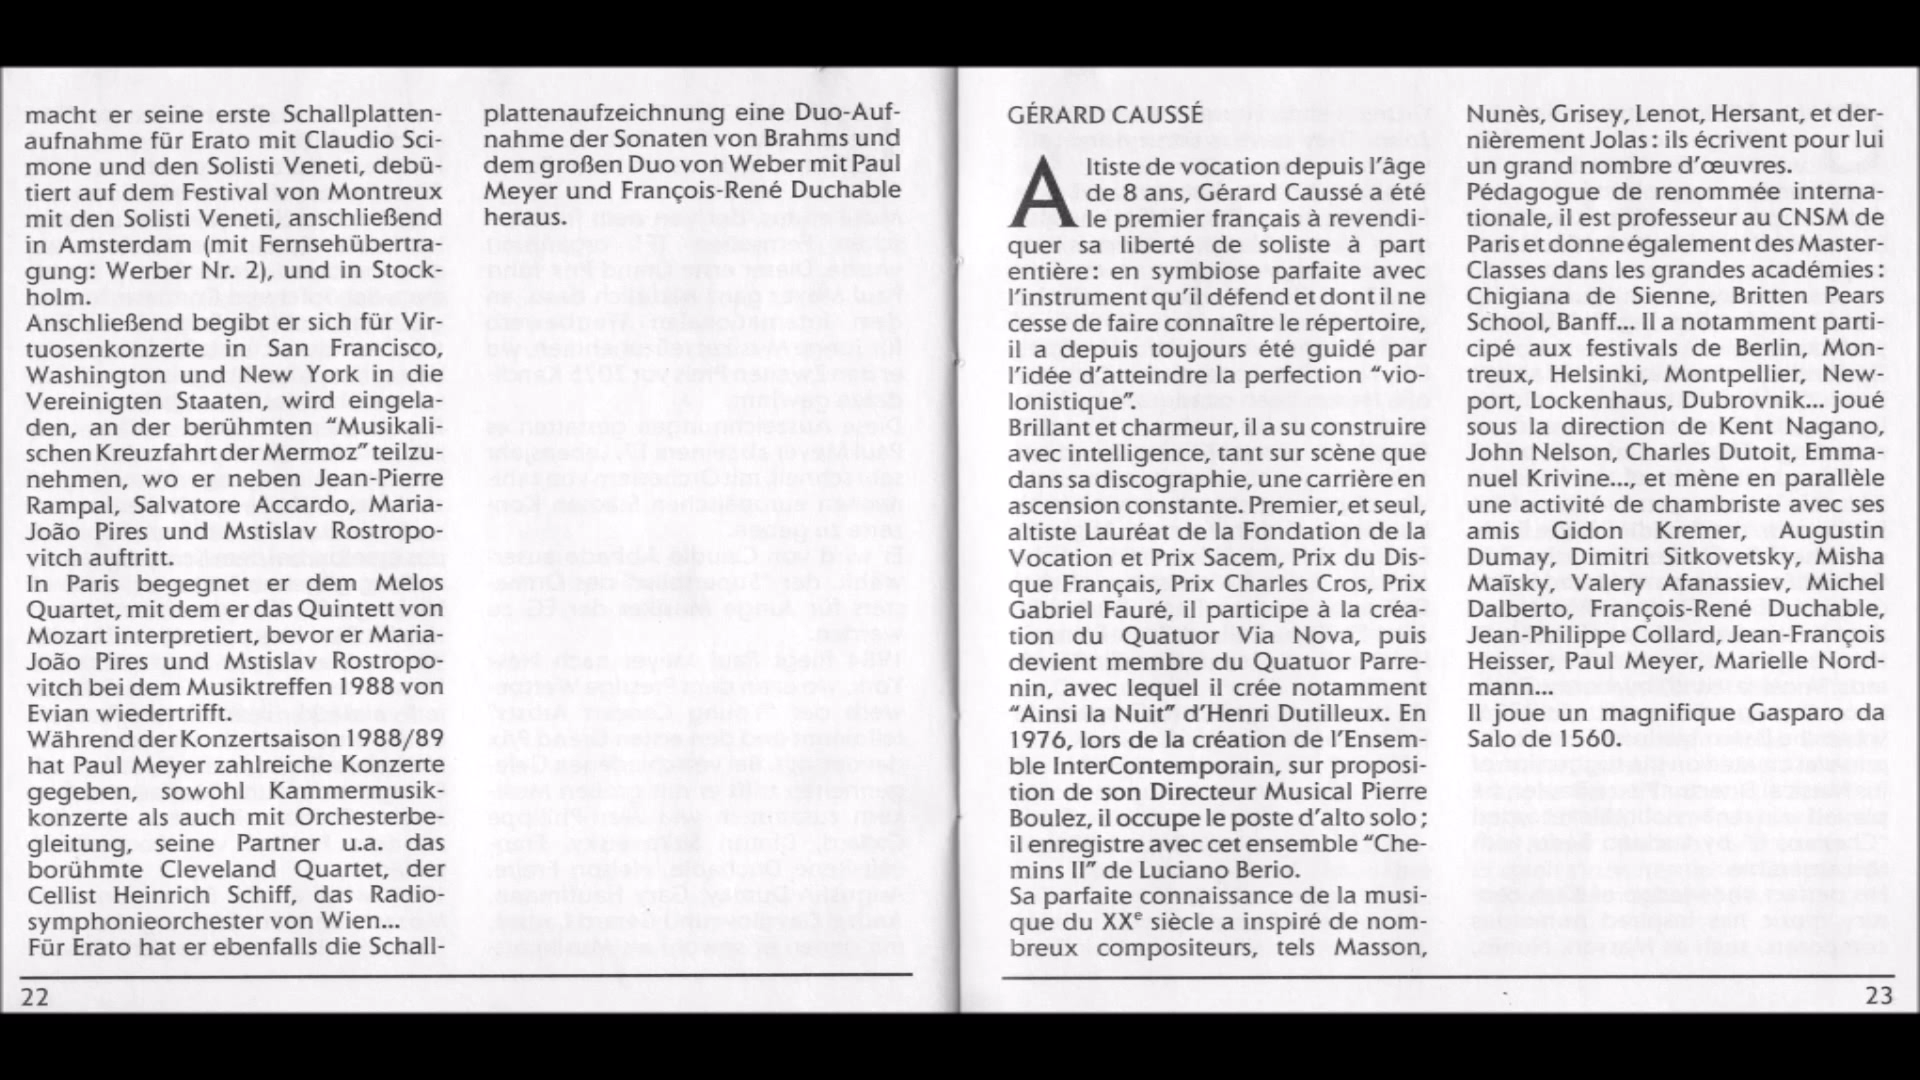 macht er seine erste Schallplatten-
aufnahme für Erato mit Claudio Sci-
mone und den Solisti Veneti, debü-
tiert auf dem Festival von Montreux
mit den Solisti Veneti, anschließend
in Amsterdam (mit Fernsehübertra-
gung: Werber Nr. 2), und in Stock-
holm.
Anschließend begibt er sich für Vir-
tuosenkonzerte in San Francisco,
Washington und New York in die
Vereinigten Staaten, wird eingela-
den, an der berühmten “Musikali-
schen Kreuzfahrt der Mermoz” teilzu-
nehmen, wo er neben Jean-Pierre
Rampal, Salvatore Accardo, Maria-
João Pires und Mstislav Rostropo-
vitch auftritt.
In Paris begegnet er dem Melos
Quartet, mit dem er das Quintett von
Mozart interpretiert, bevor er Maria-
João Pires und Mstislav Rostropo-
vitch bei dem Musiktreffen 1988 von
Evian wiedertrifft.
Während der Konzertsaison 1988/89
hat Paul Meyer zahlreiche Konzerte
gegeben, sowohl Kammermusik-
konzerte als auch mit Orchesterbe-
gleitung, seine Partner u.a. das
borühmte Cleveland Quartet, der
Cellist Heinrich Schiff, das Radio-
symphonieorchester von Wien...
Für Erato hat er ebenfalls die Schall-
plattenaufzeichnung eine Duo-Auf-
nahme der Sonaten von Brahms und
dem großen Duo von Weber mit Paul
Meyer und François-René Duchable
heraus.
22
GÉRARD CAUSSÉ
Altiste de vocation depuis l’âge
de 8 ans, Gérard Caussé a été
le premier français à revendi-
quer sa liberté de soliste à part
entière : en symbiose parfaite avec
l’instrument qu’il défend et dont il ne
cesse de faire connaître le répertoire,
il a depuis toujours été guidé par
l’idée d’atteindre la perfection “vio-
lonistique”.
Brillant et charmeur, il a su construire
avec intelligence, tant sur scène que
dans sa discographie, une carrière en
ascension constante. Premier, et seul,
altiste Lauréat de la Fondation de la
Vocation et Prix Sacem, Prix du Dis-
que Français, Prix Charles Cros, Prix
Gabriel Fauré, il participe à la créa-
tion du Quatuor Via Nova, puis
devient membre du Quatuor Parre-
nin, avec lequel il crée notamment
“Ainsi la Nuit” d’Henri Dutilleux. En
1976, lors de la création de l’Ensem-
ble InterContemporain, sur proposi-
tion de son Directeur Musical Pierre
Boulez, il occupe le poste d’alto solo ;
il enregistre avec cet ensemble “Che-
mins II” de Luciano Berio.
Sa parfaite connaissance de la musi-
que du XXe siècle a inspiré de nom-
breux compositeurs, tels Masson,
Nunès, Grisey, Lenot, Hersant, et der-
nièrement Jolas : ils écrivent pour lui
un grand nombre d’œuvres.
Pédagogue de renommée interna-
tionale, il est professeur au CNSM de
Paris et donne également des Master-
Classes dans les grandes académies :
Chigiana de Sienne, Britten Pears
School, Banff... Il a notamment parti-
cipé aux festivals de Berlin, Mon-
treux, Helsinki, Montpellier, New-
port, Lockenhaus, Dubrovnik... joué
sous la direction de Kent Nagano,
John Nelson, Charles Dutoit, Emma-
nuel Krivine..., et mène en parallèle
une activité de chambriste avec ses
amis Gidon Kremer, Augustin
Dumay, Dimitri Sitkovetsky, Misha
Maïsky, Valery Afanassiev, Michel
Dalberto, François-René Duchable,
Jean-Philippe Collard, Jean-François
Heisser, Paul Meyer, Marielle Nord-
mann...
Il joue un magnifique Gasparo da
Salo de 1560.
23